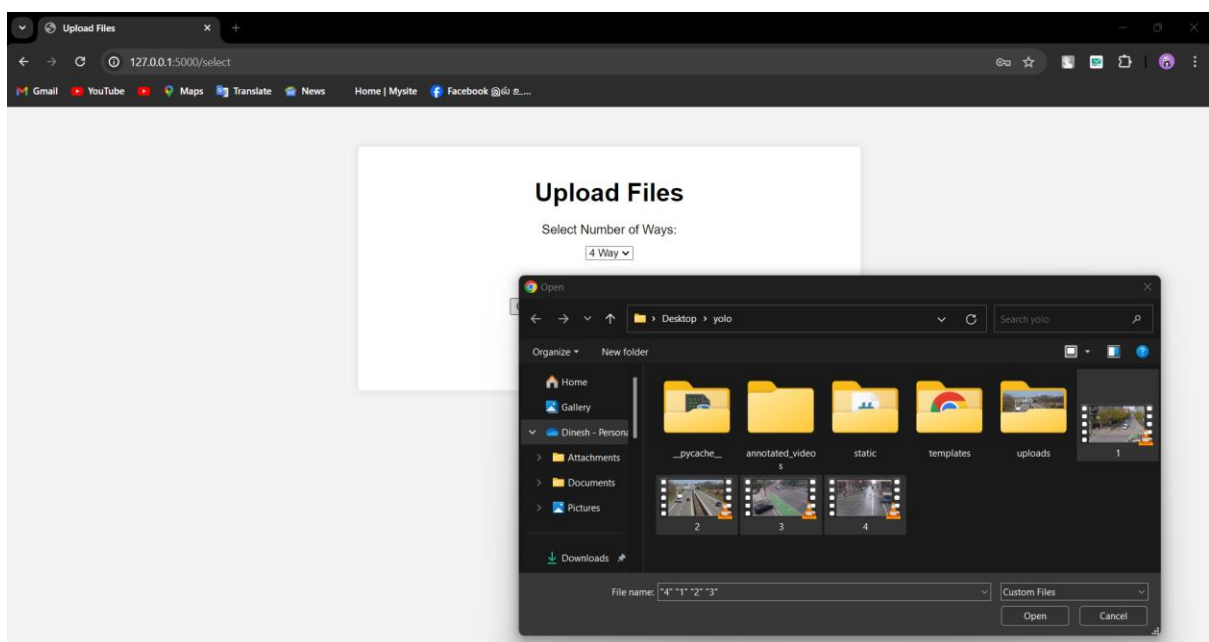 Upload Files
127.0.0.1:5000/select
Gmail YouTube Maps Translate News Home | Mysite Facebook இல் உ....
Upload Files
Select Number of Ways:
4 Way
Open
Desktop > yolo
Search yolo
Organize New folder
Home
Gallery
Dinesh - Persona
Attachments
Documents
Pictures
Downloads
__pycache__ annotated_video static templates uploads 1
s
2 3 4
File name: "4" "1" "2" "3" Custom Files
Open Cancel